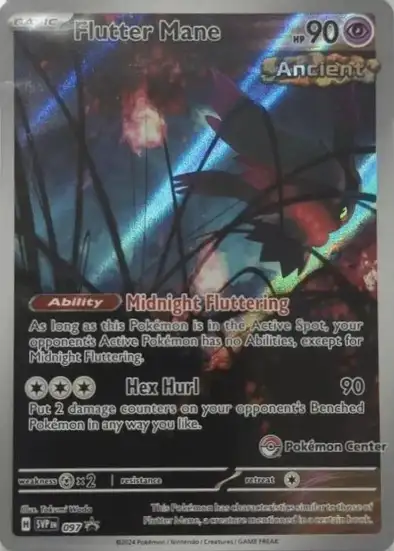 BASIC
Flutter Mane
HP 90
Ancient
Ability Midnight Fluttering
As long as this Pokémon is in the Active Spot, your
opponent's Active Pokémon has no Abilities, except for
Midnight Fluttering.
Hex Hurl 90
Put 2 damage counters on your opponent's Benched
Pokémon in any way you like.
Pokémon Center
weakness ×2 resistance retreat
Illus. Takumi Wada
H SVP EN 097
This Pokémon has characteristics similar to those of
Flutter Mane, a creature mentioned in a certain book.
©2024 Pokémon / Nintendo / Creatures / GAME FREAK